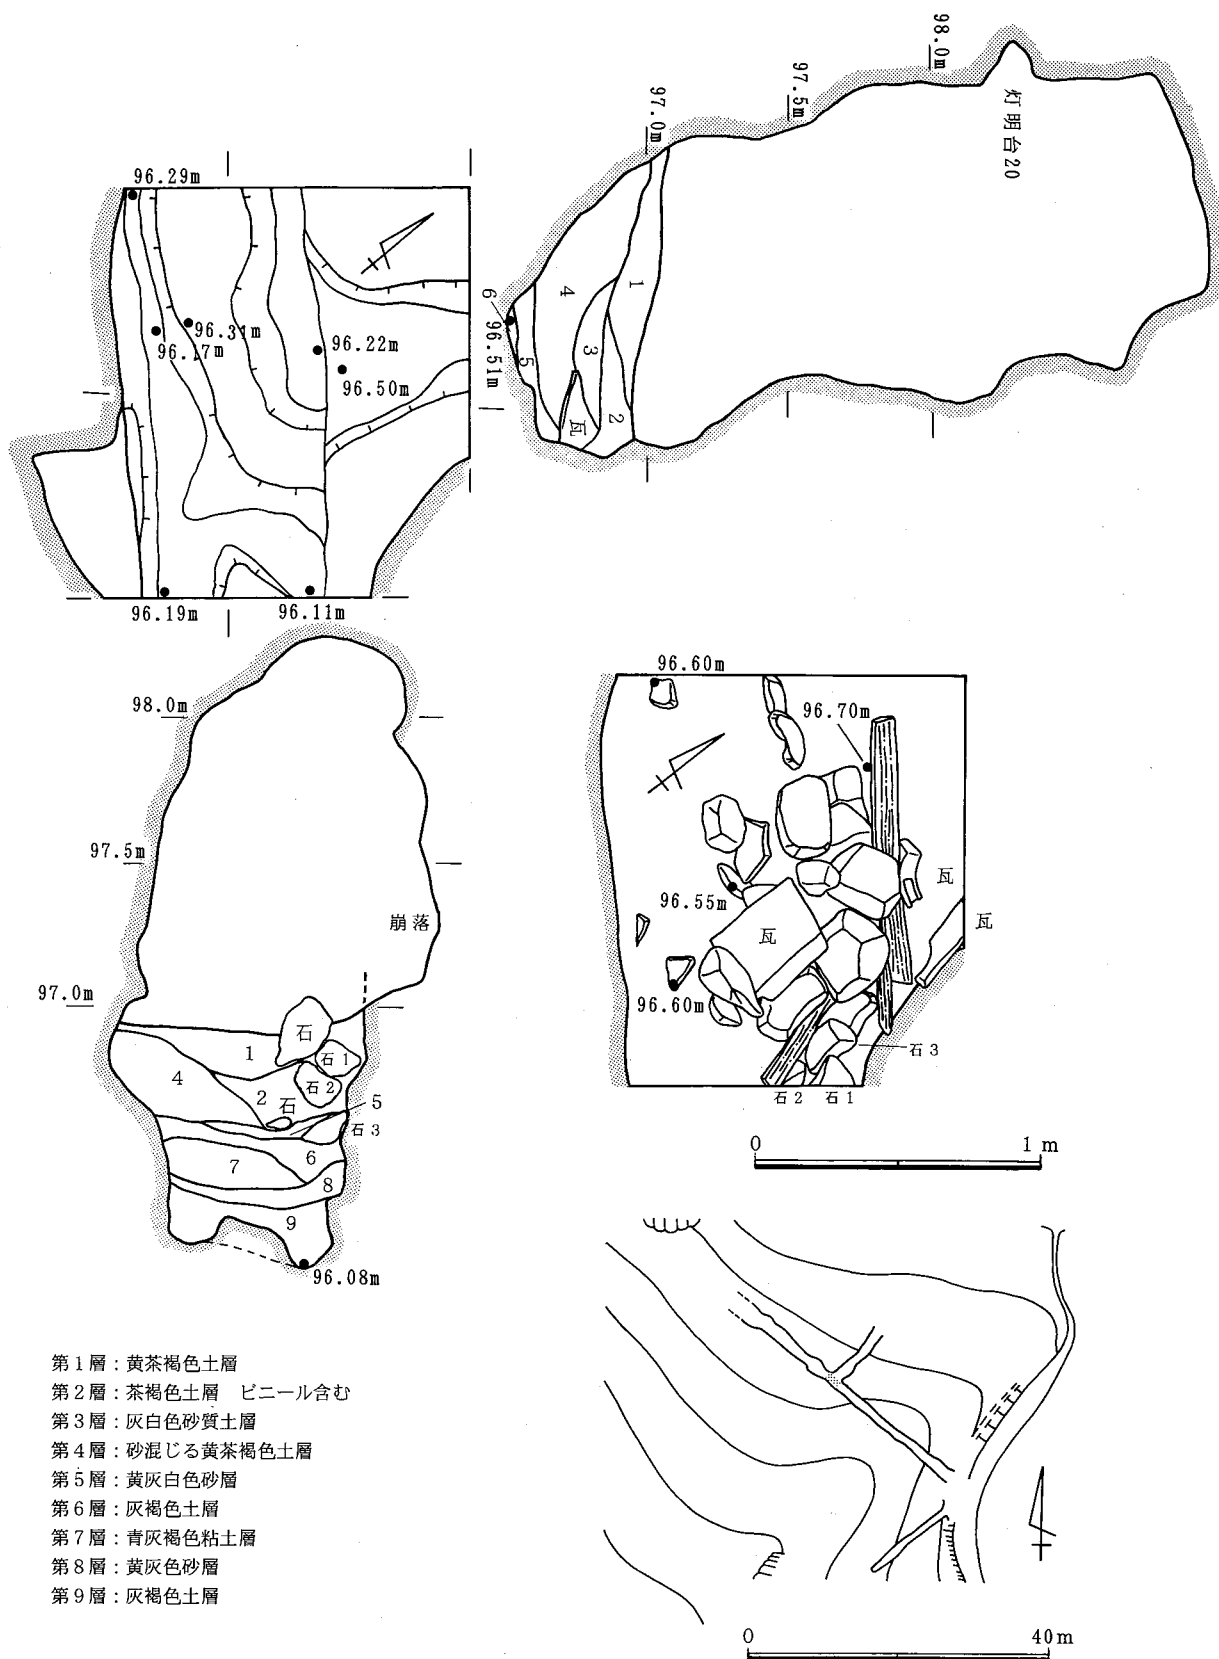 98.0m
97.5m
97.0m
灯明台20
96.29m
96.31m
96.17m
96.22m
96.50m
96.19m
96.11m
6
96.51m
5
4
3
瓦
1
2
98.0m
97.5m
崩落
97.0m
石
1
石1
石2
4
2
石
5
石3
6
7
8
9
96.08m
96.60m
96.70m
96.55m
瓦
瓦
瓦
96.60m
石3
石2 石1
0 1m
第1層：黄茶褐色土層
第2層：茶褐色土層　ビニール含む
第3層：灰白色砂質土層
第4層：砂混じる黄茶褐色土層
第5層：黄灰白色砂層
第6層：灰褐色土層
第7層：青灰褐色粘土層
第8層：黄灰色砂層
第9層：灰褐色土層
0 40m